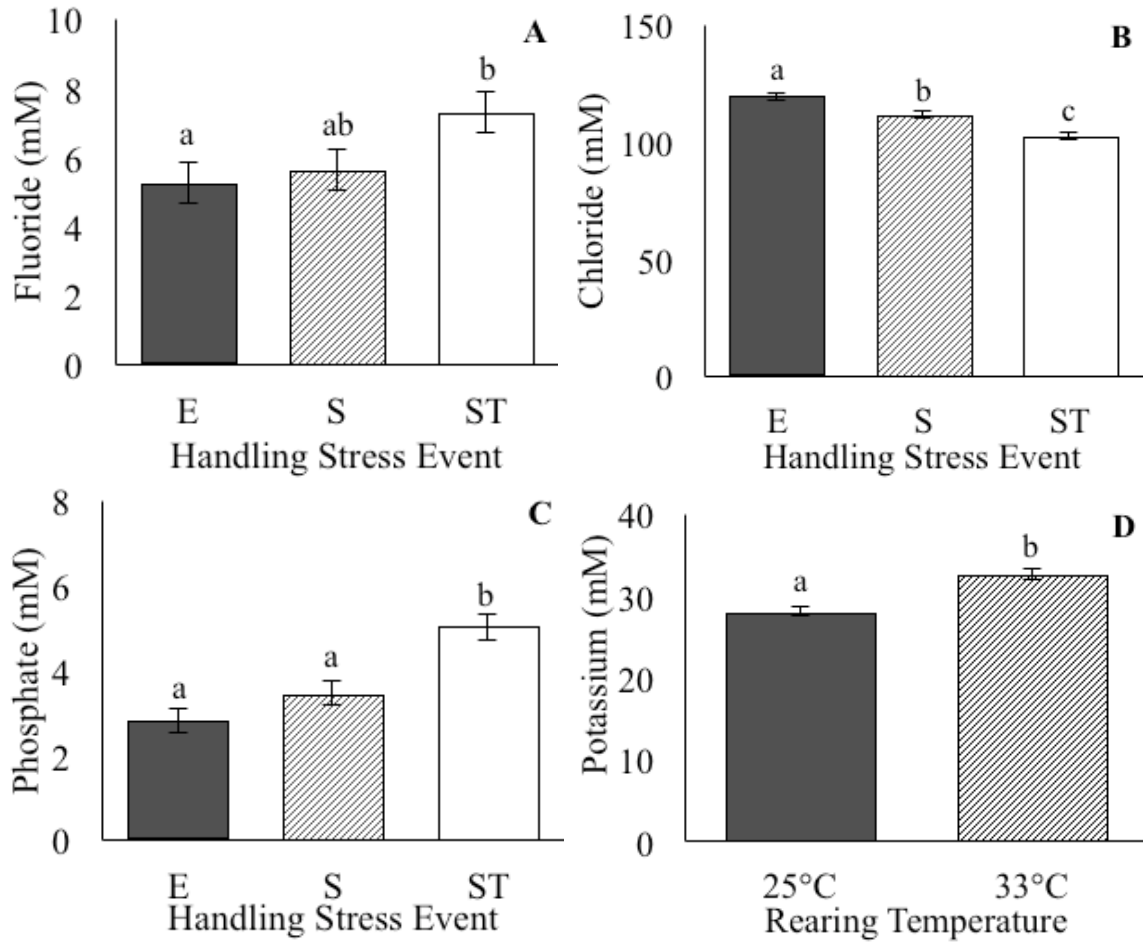 A
Fluoride (mM)
10
8
6
4
2
0
a
ab
b
E S ST
Handling Stress Event
B
Chloride (mM)
150
100
50
0
a
b
c
E S ST
Handling Stress Event
C
Phosphate (mM)
8
6
4
2
0
a
a
b
E S ST
Handling Stress Event
D
Potassium (mM)
40
30
20
10
0
a
b
25°C 33°C
Rearing Temperature